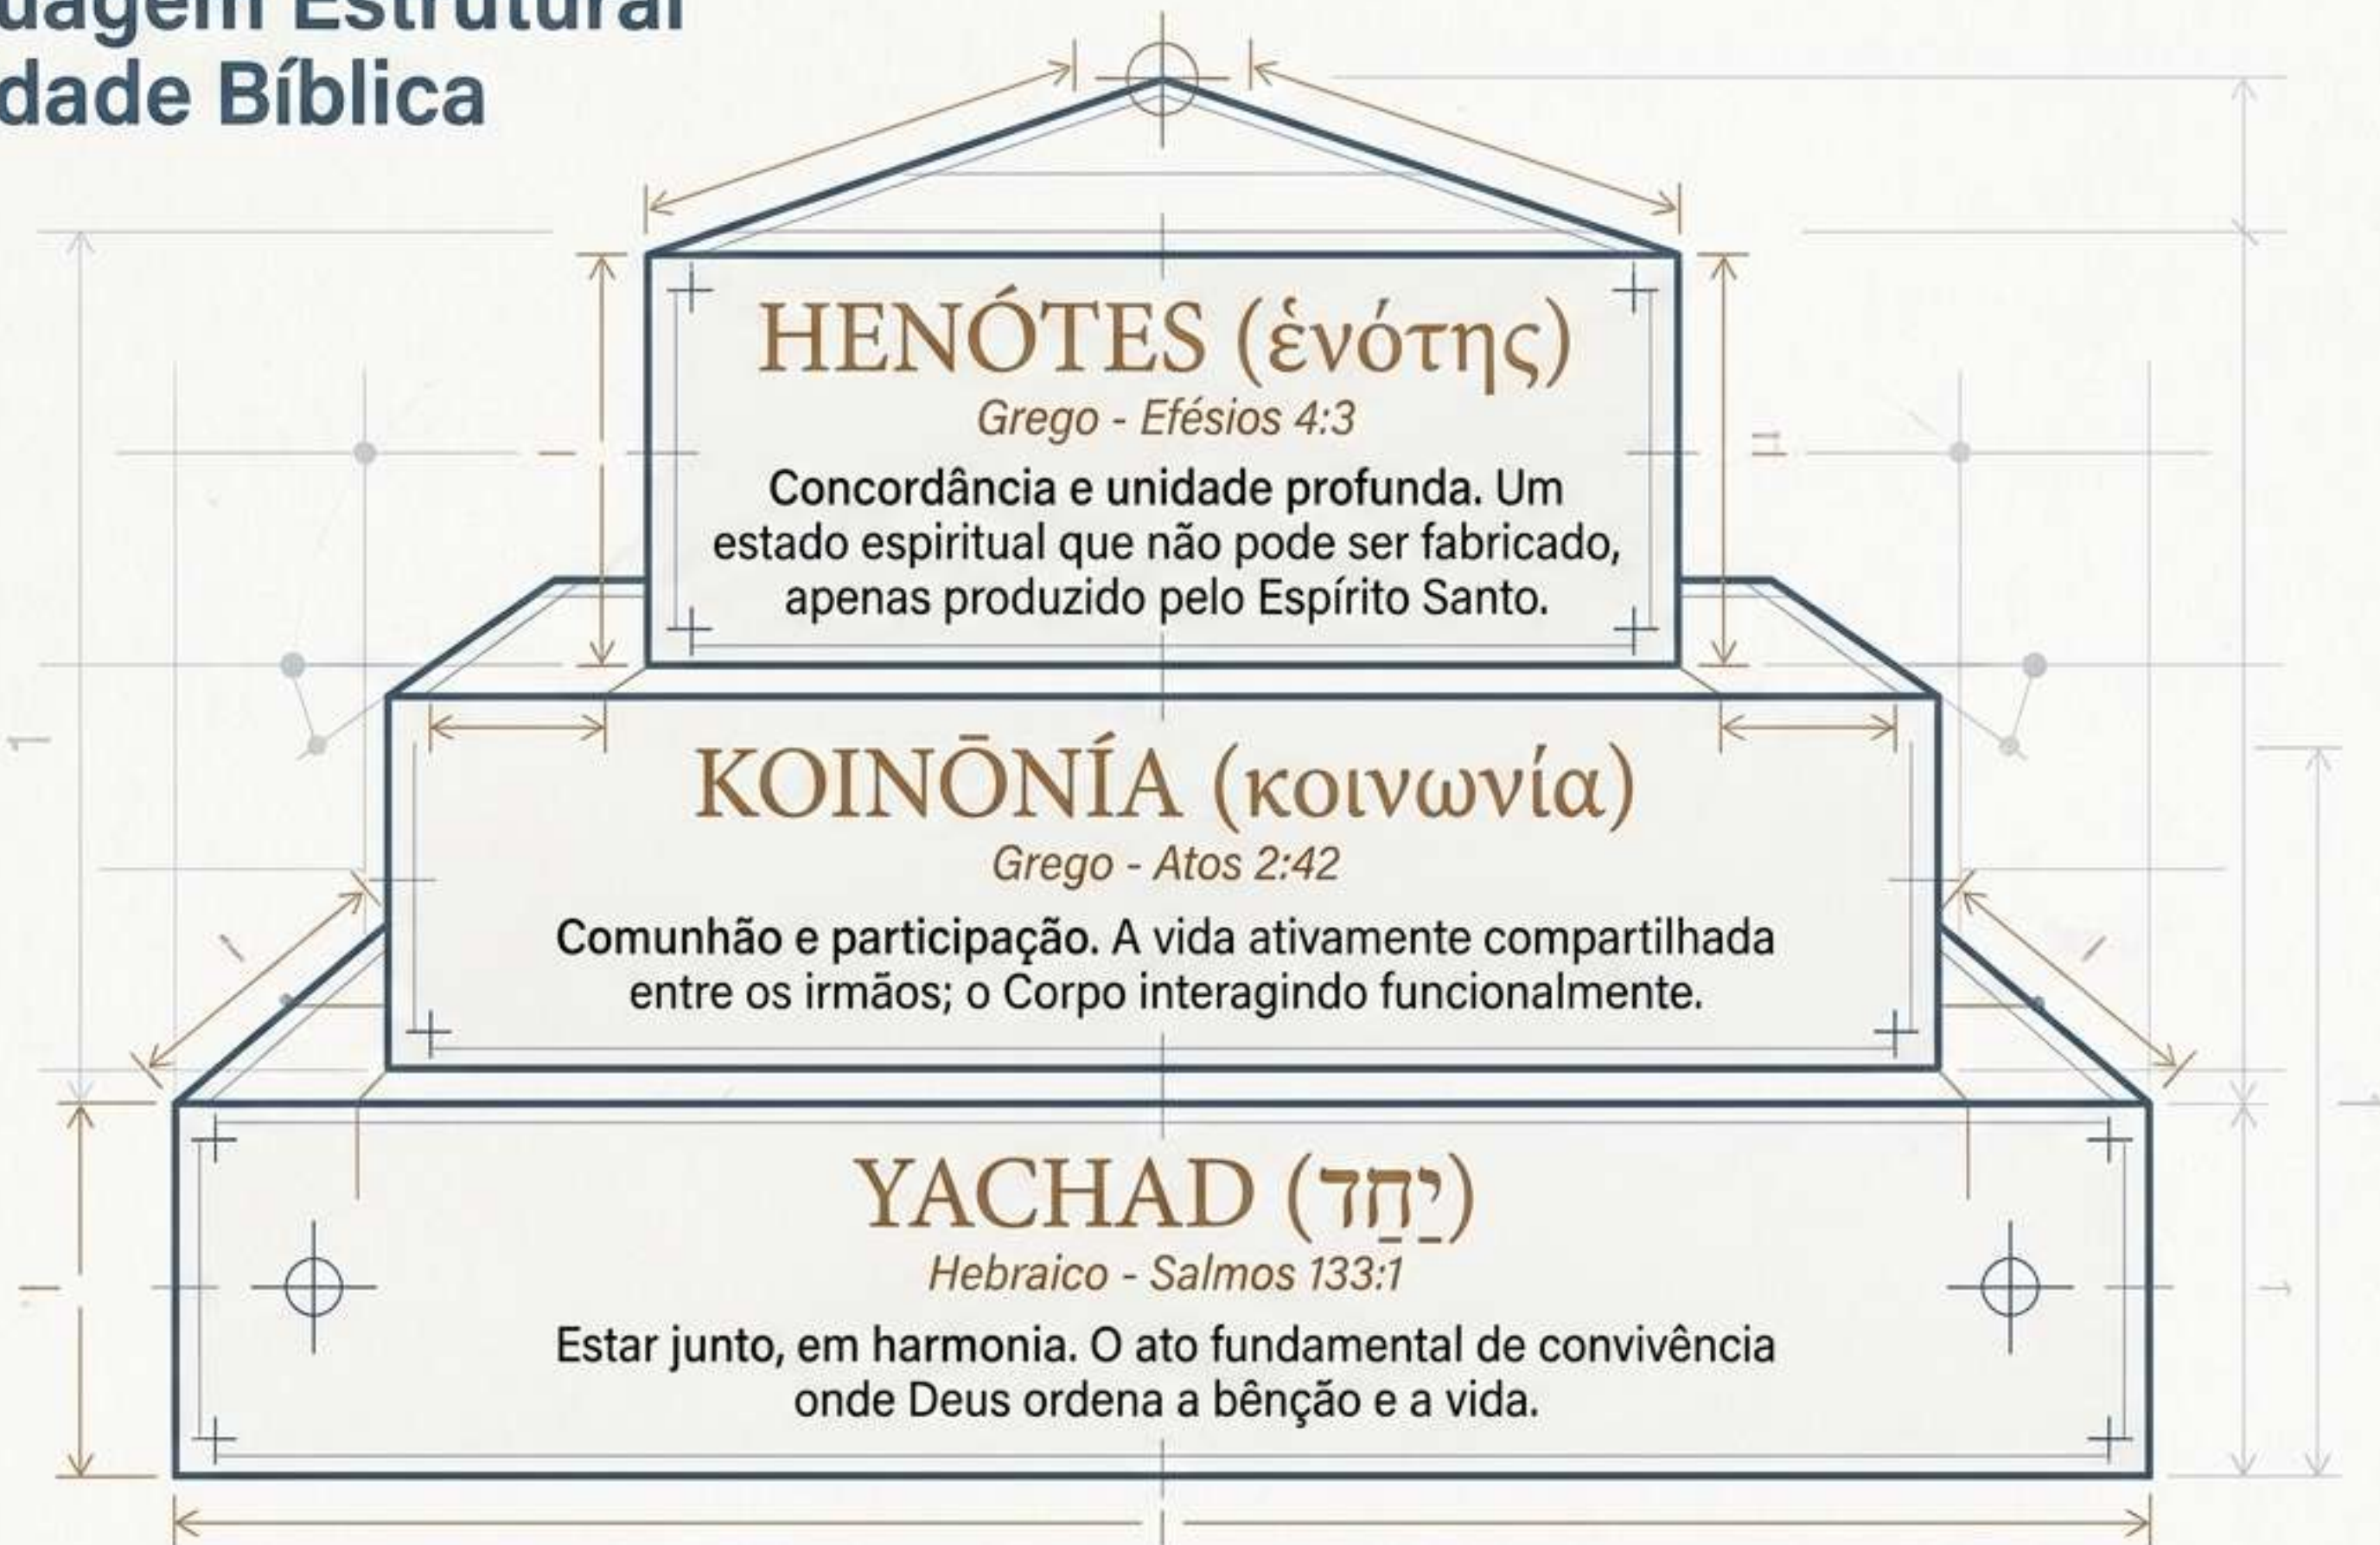 Estrutural
dade Bíblica
HENÓTES (ἑνότης)
Grego - Efésios 4:3
Concordância e unidade profunda. Um
estado espiritual que não pode ser fabricado,
apenas produzido pelo Espírito Santo.
KOINŌNÍA (κοινωνία)
Grego - Atos 2:42
Comunhão e participação. A vida ativamente compartilhada
entre os irmãos; o Corpo interagindo funcionalmente.
YACHAD (יַחַד)
Hebraico - Salmos 133:1
Estar junto, em harmonia. O ato fundamental de convivência
onde Deus ordena a bênção e a vida.